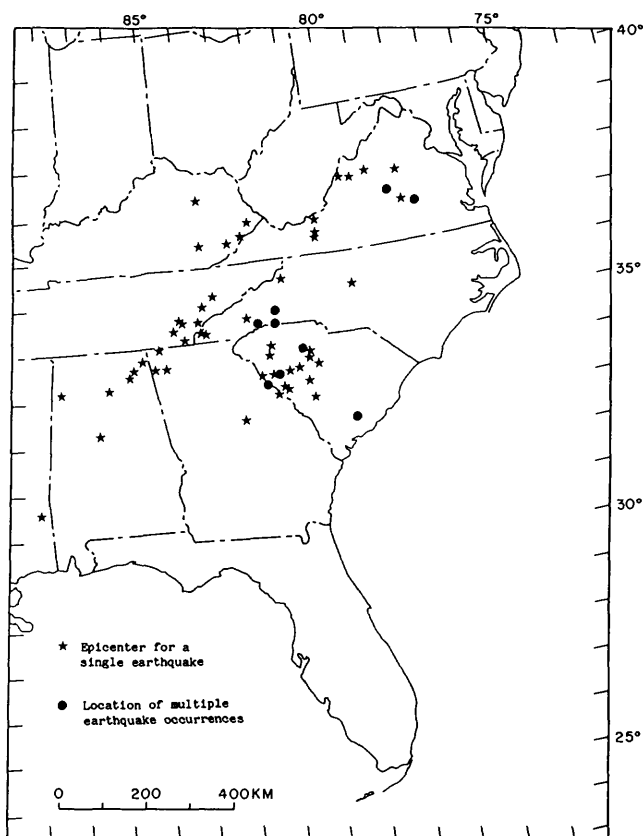 85° 80° 75°
40°
35°
30°
25°
★ Epicenter for a
single earthquake
● Location of multiple
earthquake occurrences
0 200 400KM